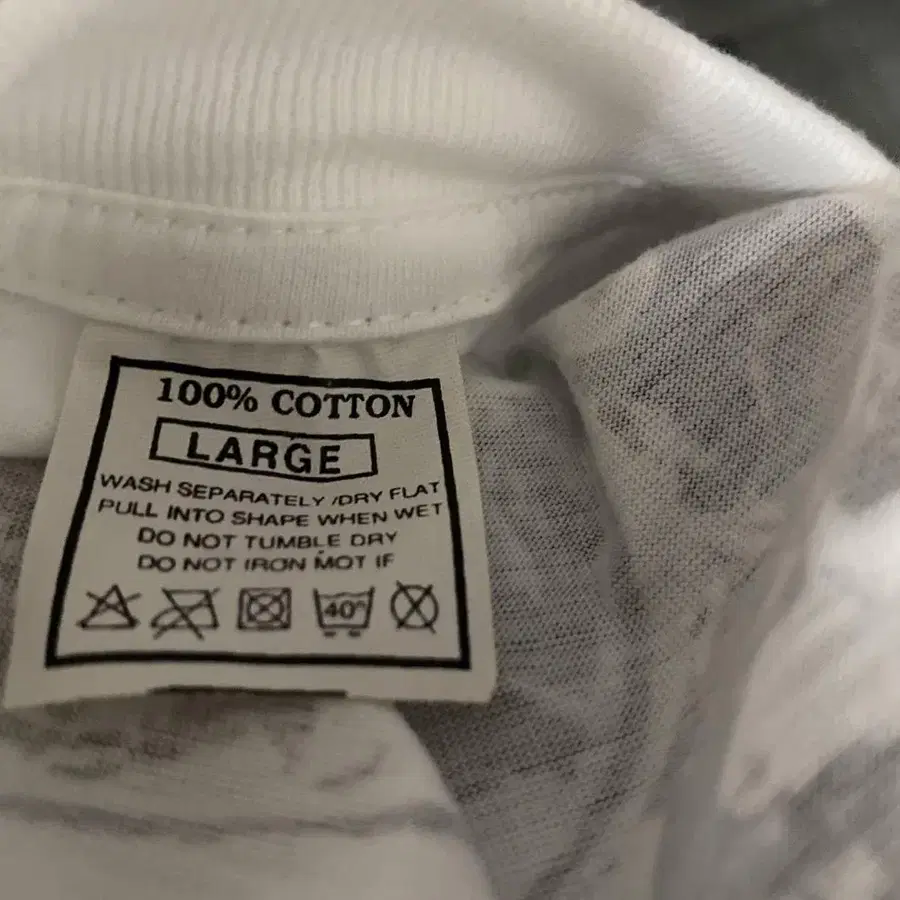 100% COTTON
LARGE
WASH SEPARATELY /DRY FLAT
PULL INTO SHAPE WHEN WET
DO NOT TUMBLE DRY
DO NOT IRON MOT IF
40°